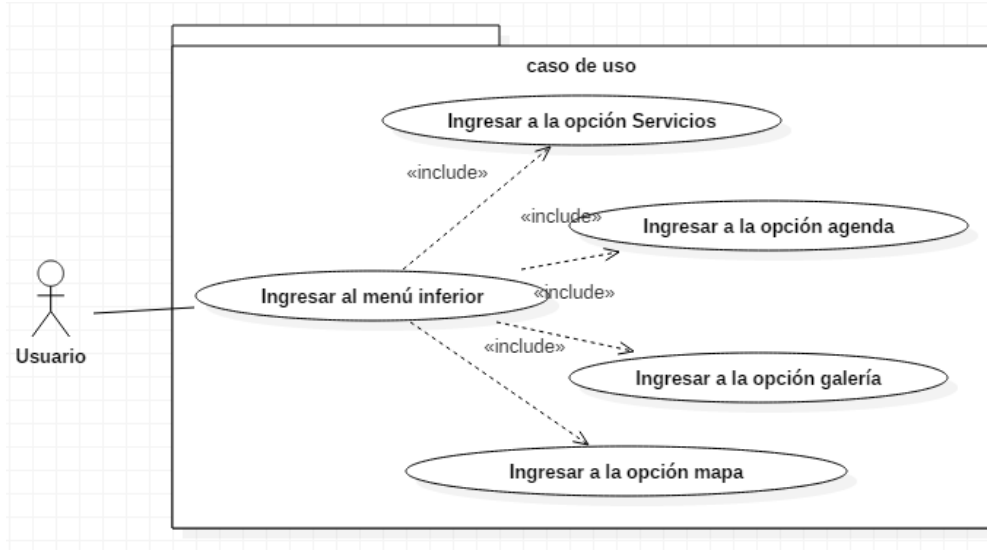 caso de uso
Ingresar a la opción Servicios
«include»
«include»
Ingresar a la opción agenda
Ingresar al menú inferior
«include»
«include»
Usuario
Ingresar a la opción galería
Ingresar a la opción mapa